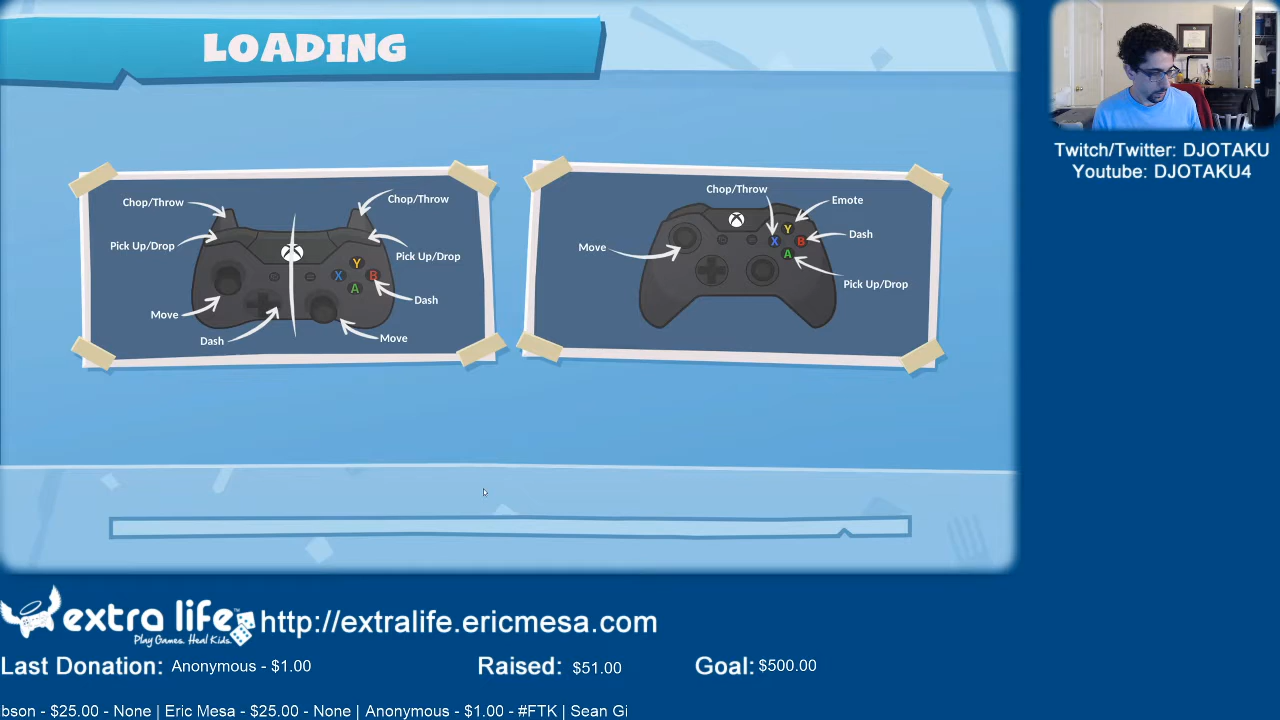 LOADING
Chop/Throw
Chop/Throw
Pick Up/Drop
Pick Up/Drop
Y
X
B
A
Dash
Move
Dash
Move
Chop/Throw
Emote
Y
Dash
Move
X
B
A
Pick Up/Drop
Twitch/Twitter: DJOTAKU
Youtube: DJOTAKU4
extra life
Play Games. Heal Kids.
http://extralife.ericmesa.com
Last Donation: Anonymous - $1.00
Raised: $51.00
Goal: $500.00
bson - $25.00 - None | Eric Mesa - $25.00 - None | Anonymous - $1.00 - #FTK | Sean Gi